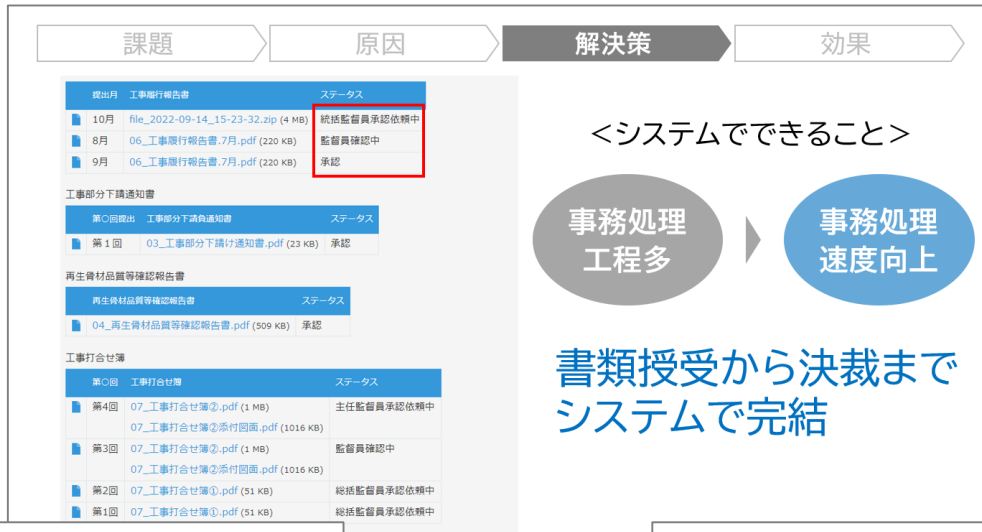 課題 原因 解決策 効果
提出月 工事履行報告書 ステータス
10月 file_2022-09-14_15-23-32.zip (4 MB)統括監督員承認依頼中
8月 06_工事履行報告書.7月.pdf (220 KB) 監督員確認中
9月 06_工事履行報告書.7月.pdf (220 KB) 承認
工事部分下請通知書
第〇回提出 工事部分下請負通知書 ステータス
第1回 03_工事部分下請け通知書.pdf (23 KB) 承認
再生骨材品質等確認報告書
再生骨材品質等確認報告書 ステータス
04_再生骨材品質等確認報告書.pdf (509 KB) 承認
工事打合せ簿
第〇回 工事打合せ簿 ステータス
第4回 07_工事打合せ簿②.pdf (1 MB) 主任監督員承認依頼中
07_工事打合せ簿②添付図面.pdf (1016 KB)
第3回 07_工事打合せ簿②.pdf (1 MB) 監督員確認中
07_工事打合せ簿②添付図面.pdf (1016 KB)
第2回 07_工事打合せ簿①.pdf (51 KB) 総括監督員承認依頼中
第1回 07_工事打合せ簿①.pdf (51 KB) 総括監督員承認依頼中
＜システムでできること＞
事務処理
工程多
事務処理
速度向上
書類授受から決裁まで
システムで完結